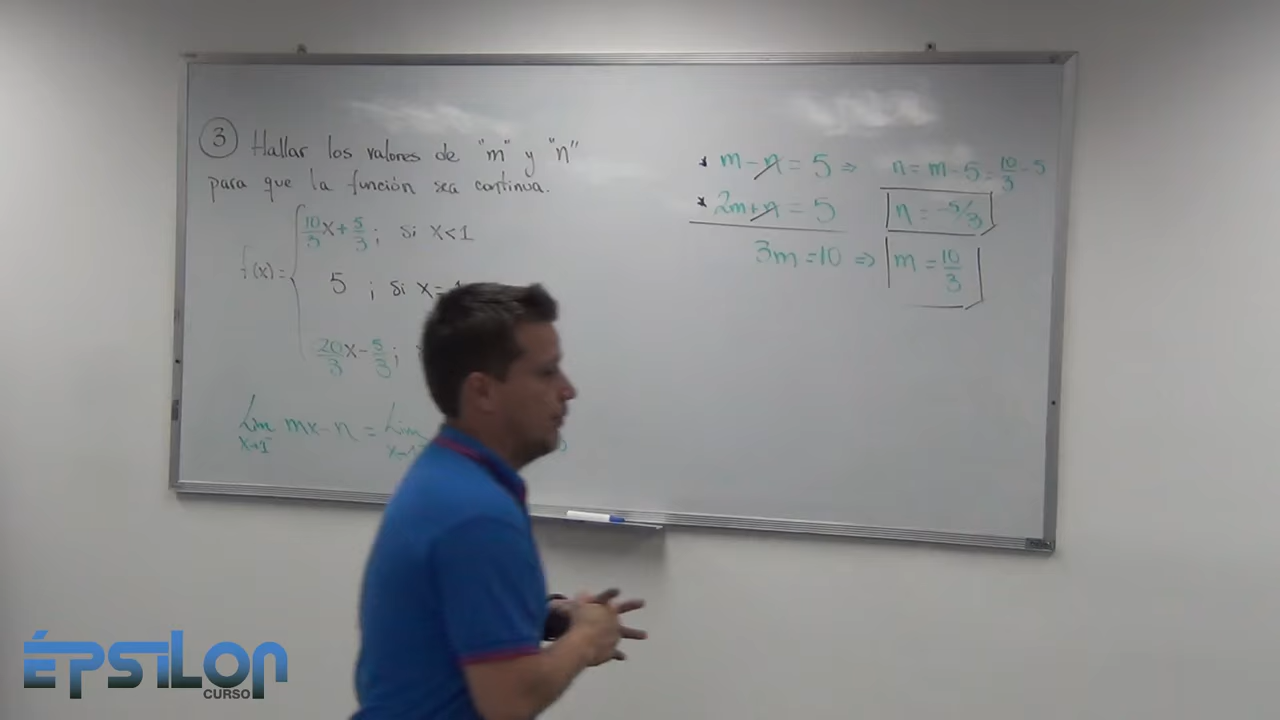 3 Hallar los valores de "m" y "n"
para que la función sea continua.
10/3 x + 5/3 ; si x<1
f(x) = 5 ; si x=1
20/3 x - 5/3 ;
Lim mx-n = Lim
x→1⁻
* m-n = 5 ⇒ n = m-5 = 10/3 - 5
* 2m+n = 5 n = -5/3
3m = 10 ⇒ m = 10/3
ÉPSILON
CURSO